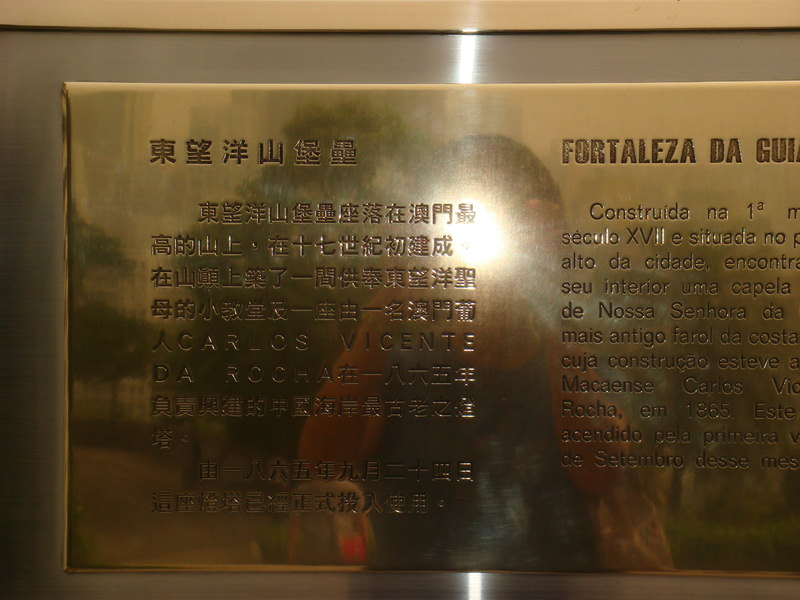 東望洋山堡壘
東望洋山堡壘座落在澳門最
高的山上，在十七世紀初建成。
在山顛上築了一間供奉東望洋聖
母的小教堂及一座由一名澳門葡
人CARLOS VICENTE
DA ROCHA在一八六五年
負責興建的中國海岸最古老之燈
塔。
由一八六五年九月二十四日
這座燈塔已經正式投入使用。
FORTALEZA DA GUIA
Construída na 1ª m
século XVII e situada no p
alto da cidade, encontra
seu interior uma capela
de Nossa Senhora da
mais antigo farol da costa
cuja construção esteve a
Macaense Carlos Vic
Rocha, em 1865. Este
acendido pela primeira v
de Setembro desse mes